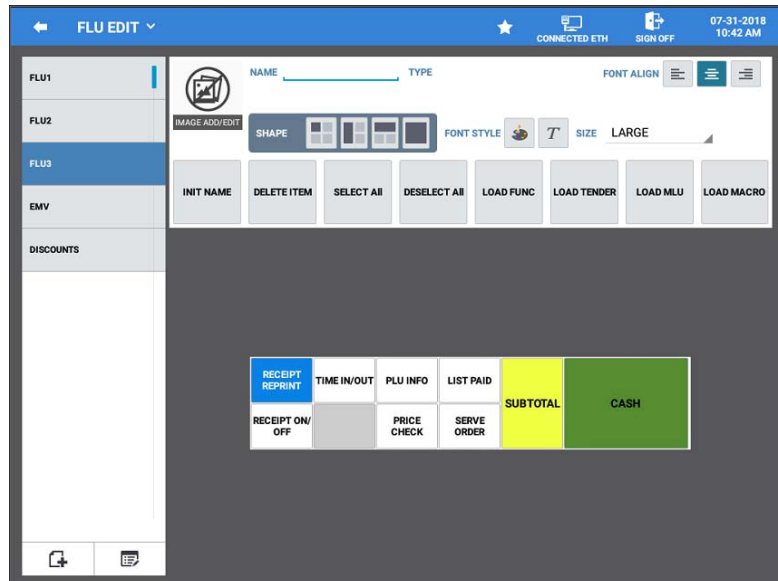 FLU EDIT
CONNECTED ETH
SIGN OFF
07-31-2018
10:42 AM
FLU1
FLU2
FLU3
EMV
DISCOUNTS
IMAGE ADD/EDIT
NAME
TYPE
FONT ALIGN
SHAPE
FONT STYLE
T
SIZE
LARGE
INIT NAME
DELETE ITEM
SELECT All
DESELECT All
LOAD FUNC
LOAD TENDER
LOAD MLU
LOAD MACRO
RECEIPT
REPRINT
TIME IN/OUT
PLU INFO
LIST PAID
SUBTOTAL
CASH
RECEIPT ON/
OFF
PRICE
CHECK
SERVE
ORDER